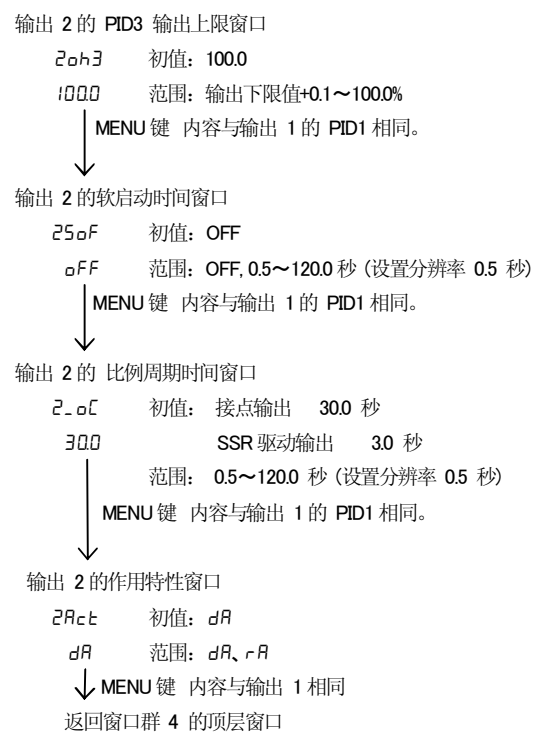 输出 2 的 PID3 输出上限窗口
2oh3 初值：100.0
100.0 范围：输出下限值+0.1～100.0%
MENU 键 内容与输出 1 的 PID1 相同。
输出 2 的软启动时间窗口
2SoF 初值：OFF
oFF 范围：OFF, 0.5～120.0 秒（设置分辨率 0.5 秒）
MENU 键 内容与输出 1 的 PID1 相同。
输出 2 的 比例周期时间窗口
2_oC 初值： 接点输出 30.0 秒
30.0 SSR 驱动输出 3.0 秒
范围： 0.5～120.0 秒（设置分辨率 0.5 秒）
MENU 键 内容与输出 1 的 PID1 相同。
输出 2 的作用特性窗口
2Act 初值：dA
dA 范围：dA、rA
MENU 键 内容与输出 1 相同
返回窗口群 4 的顶层窗口